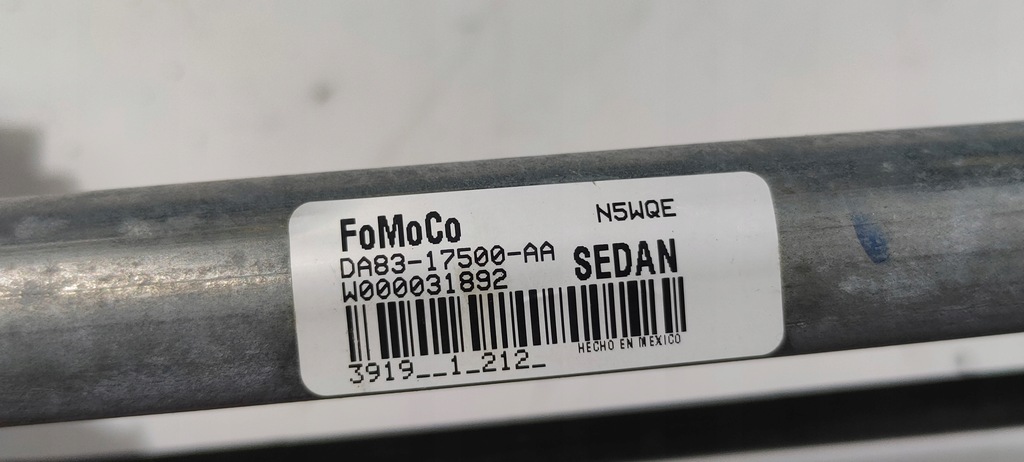 FoMoCo
N5WQE
DA83-17500-AA
SEDAN
W000031892
HECHO EN MEXICO
3919__1_212_